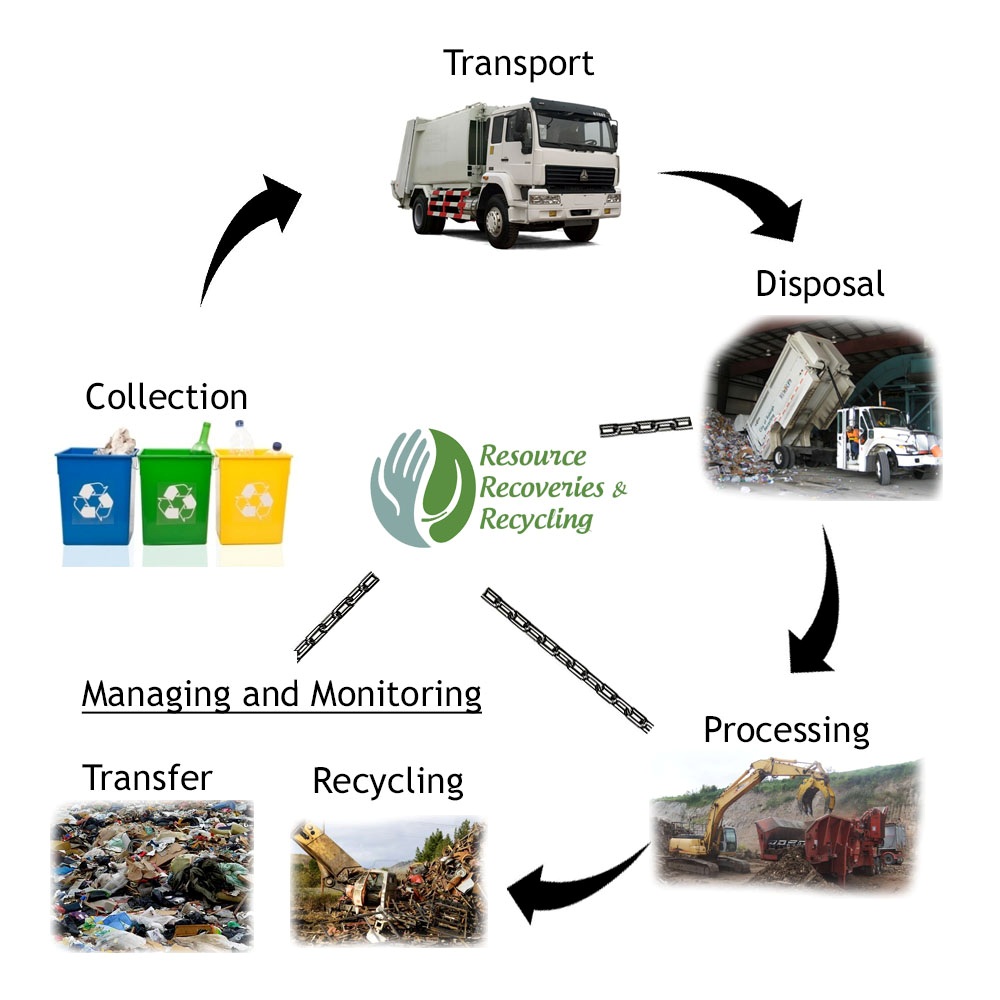 Transport
Disposal
Collection
Resource
Recoveries &
Recycling
Managing and Monitoring
Processing
Transfer
Recycling